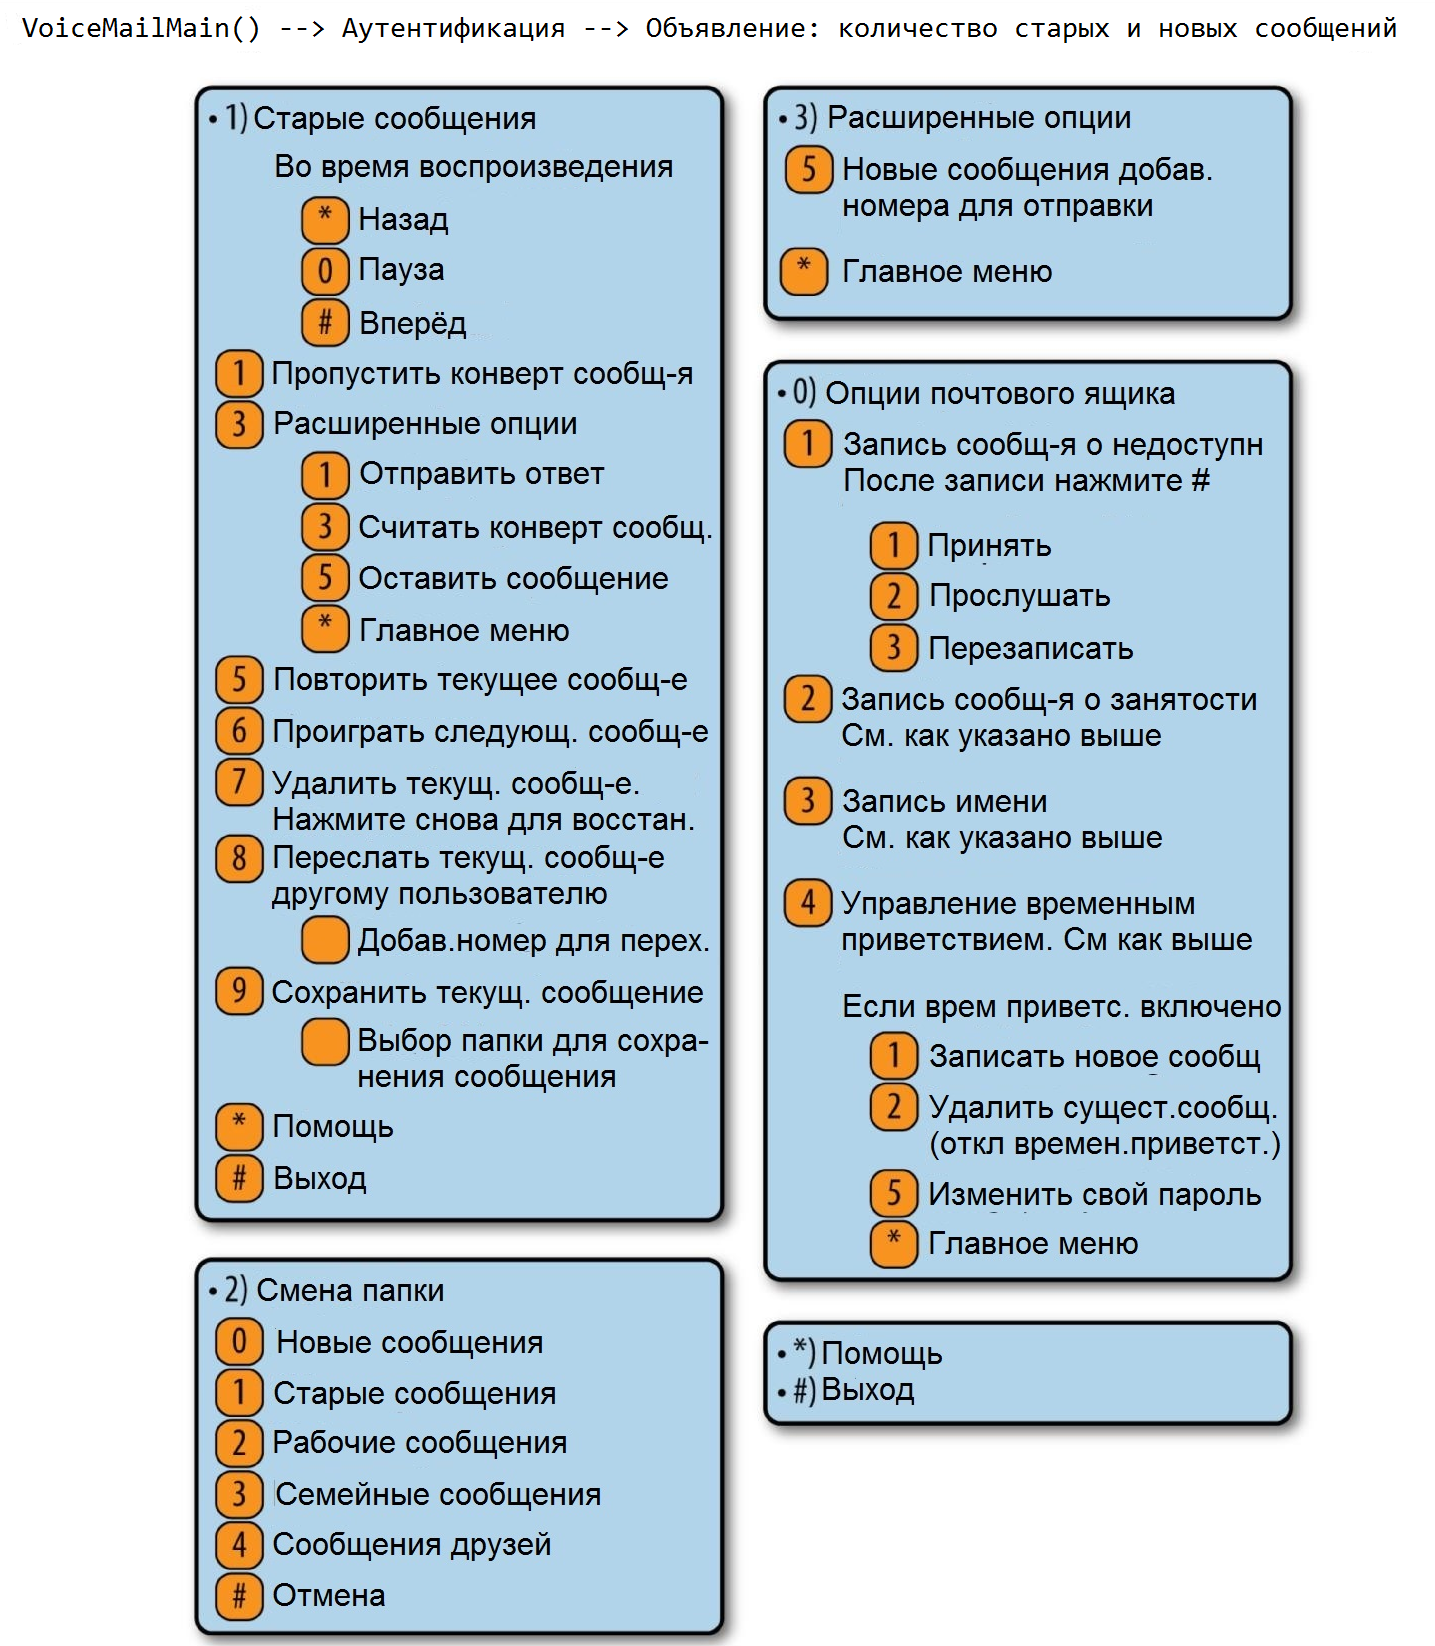 VoiceMailMain() --> Аутентификация --> Объявление: количество старых и новых сообщений
• 1) Старые сообщения
Во время воспроизведения
* Назад
0 Пауза
# Вперёд
1 Пропустить конверт сообщ-я
3 Расширенные опции
1 Отправить ответ
3 Считать конверт сообщ.
5 Оставить сообщение
* Главное меню
5 Повторить текущее сообщ-е
6 Проиграть следующ. сообщ-е
7 Удалить текущ. сообщ-е.
Нажмите снова для восстан.
8 Переслать текущ. сообщ-е
другому пользователю
Добав.номер для перех.
9 Сохранить текущ. сообщение
Выбор папки для сохра-
нения сообщения
* Помощь
# Выход
• 2) Смена папки
0 Новые сообщения
1 Старые сообщения
2 Рабочие сообщения
3 Семейные сообщения
4 Сообщения друзей
# Отмена
• 3) Расширенные опции
5 Новые сообщения добав.
номера для отправки
* Главное меню
• 0) Опции почтового ящика
1 Запись сообщ-я о недоступн
После записи нажмите #
1 Принять
2 Прослушать
3 Перезаписать
2 Запись сообщ-я о занятости
См. как указано выше
3 Запись имени
См. как указано выше
4 Управление временным
приветствием. См как выше
Если врем приветс. включено
1 Записать новое сообщ
2 Удалить сущест.сообщ.
(откл времен.приветст.)
5 Изменить свой пароль
* Главное меню
• *) Помощь
• #) Выход